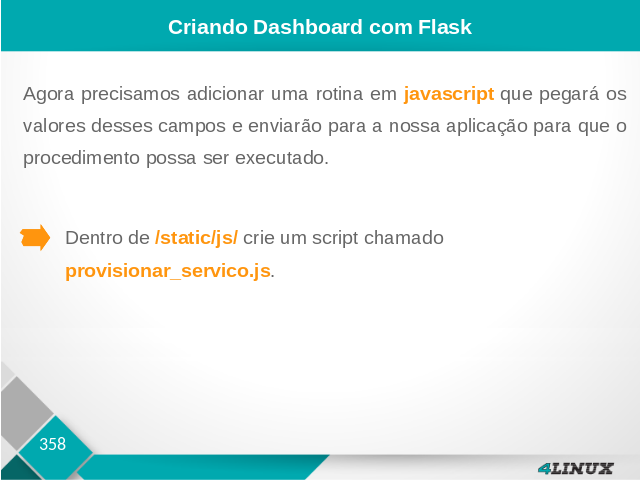 Criando Dashboard com Flask
Agora precisamos adicionar uma rotina em javascript que pegará os
valores desses campos e enviarão para a nossa aplicação para que o
procedimento possa ser executado.
Dentro de /static/js/ crie um script chamado
provisionar_servico.js.
358
4LINUX